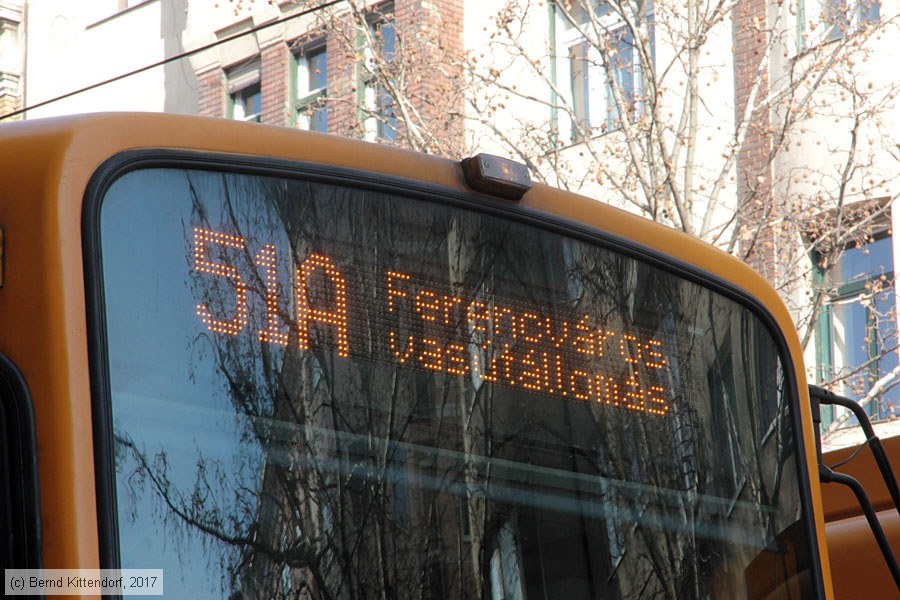 51A
Ferencváros
vasútállomás
(c) Bernd Kittendorf, 2017